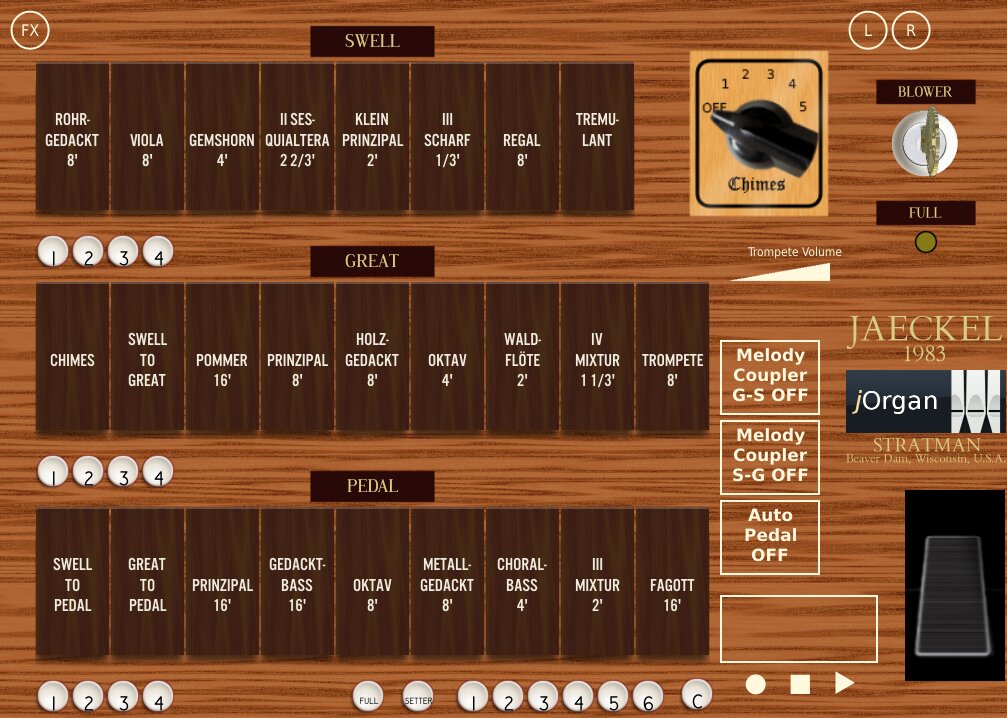 FX
L
R
SWELL
ROHR-
GEDACKT
8'
VIOLA
8'
GEMSHORN
4'
II SES-
QUIALTERA
2 2/3'
KLEIN
PRINZIPAL
2'
III
SCHARF
1/3'
REGAL
8'
TREMU-
LANT
OFF
1
2
3
4
5
Chimes
BLOWER
FULL
1
2
3
4
GREAT
Trompete Volume
CHIMES
SWELL
TO
GREAT
POMMER
16'
PRINZIPAL
8'
HOLZ-
GEDACKT
8'
OKTAV
4'
WALD-
FLÖTE
2'
IV
MIXTUR
1 1/3'
TROMPETE
8'
Melody
Coupler
G-S OFF
JAECKEL
1983
jOrgan
STRATMAN
Beaver Dam, Wisconsin, U.S.A.
1
2
3
4
Melody
Coupler
S-G OFF
PEDAL
SWELL
TO
PEDAL
GREAT
TO
PEDAL
PRINZIPAL
16'
GEDACKT-
BASS
16'
OKTAV
8'
METALL-
GEDACKT
8'
CHORAL-
BASS
4'
III
MIXTUR
2'
FAGOTT
16'
Auto
Pedal
OFF
1
2
3
4
FULL
SETTER
1
2
3
4
5
6
C